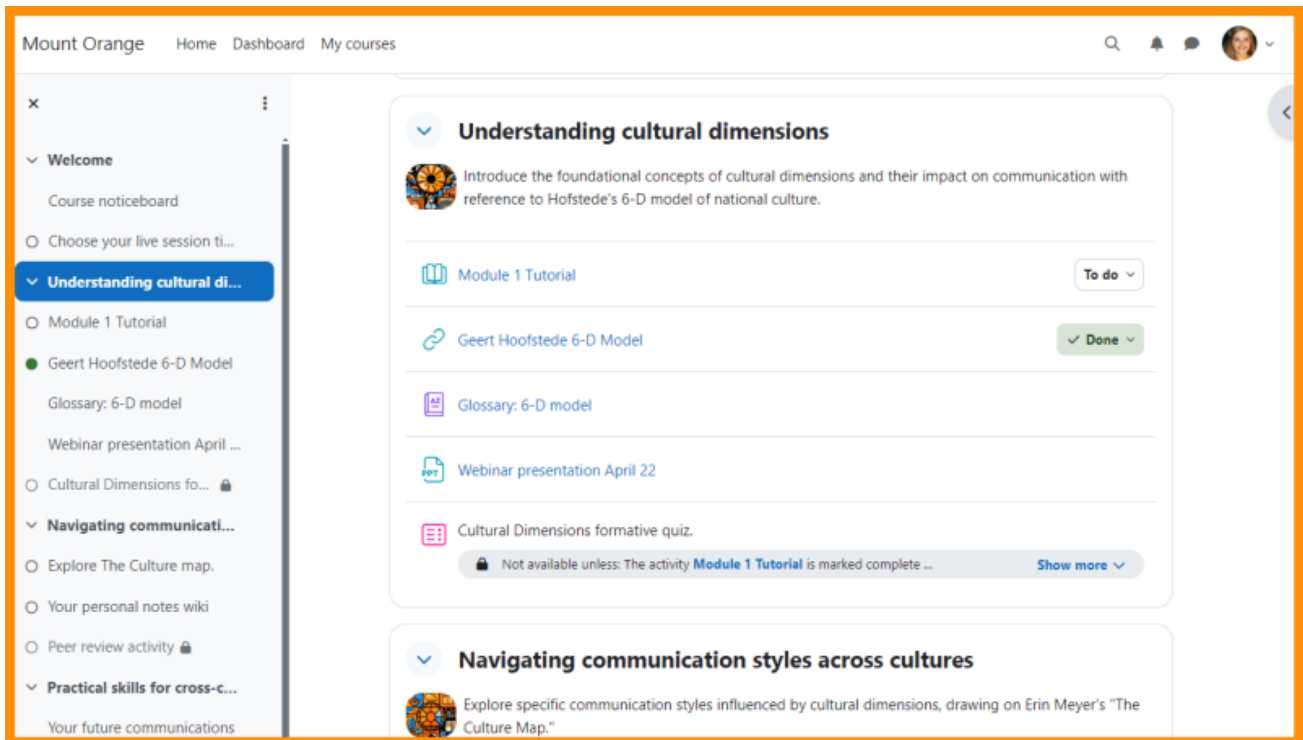 Mount Orange Home Dashboard My courses
Welcome
Course noticeboard
Choose your live session ti...
Understanding cultural di...
Module 1 Tutorial
Geert Hoofstede 6-D Model
Glossary: 6-D model
Webinar presentation April ...
Cultural Dimensions fo...
Navigating communicati...
Explore The Culture map.
Your personal notes wiki
Peer review activity
Practical skills for cross-c...
Your future communications
Understanding cultural dimensions
Introduce the foundational concepts of cultural dimensions and their impact on communication with
reference to Hofstede's 6-D model of national culture.
Module 1 Tutorial To do
Geert Hoofstede 6-D Model Done
AZ
Glossary: 6-D model
PPT
Webinar presentation April 22
Cultural Dimensions formative quiz.
Not available unless: The activity Module 1 Tutorial is marked complete ... Show more
Navigating communication styles across cultures
Explore specific communication styles influenced by cultural dimensions, drawing on Erin Meyer's "The
Culture Map."